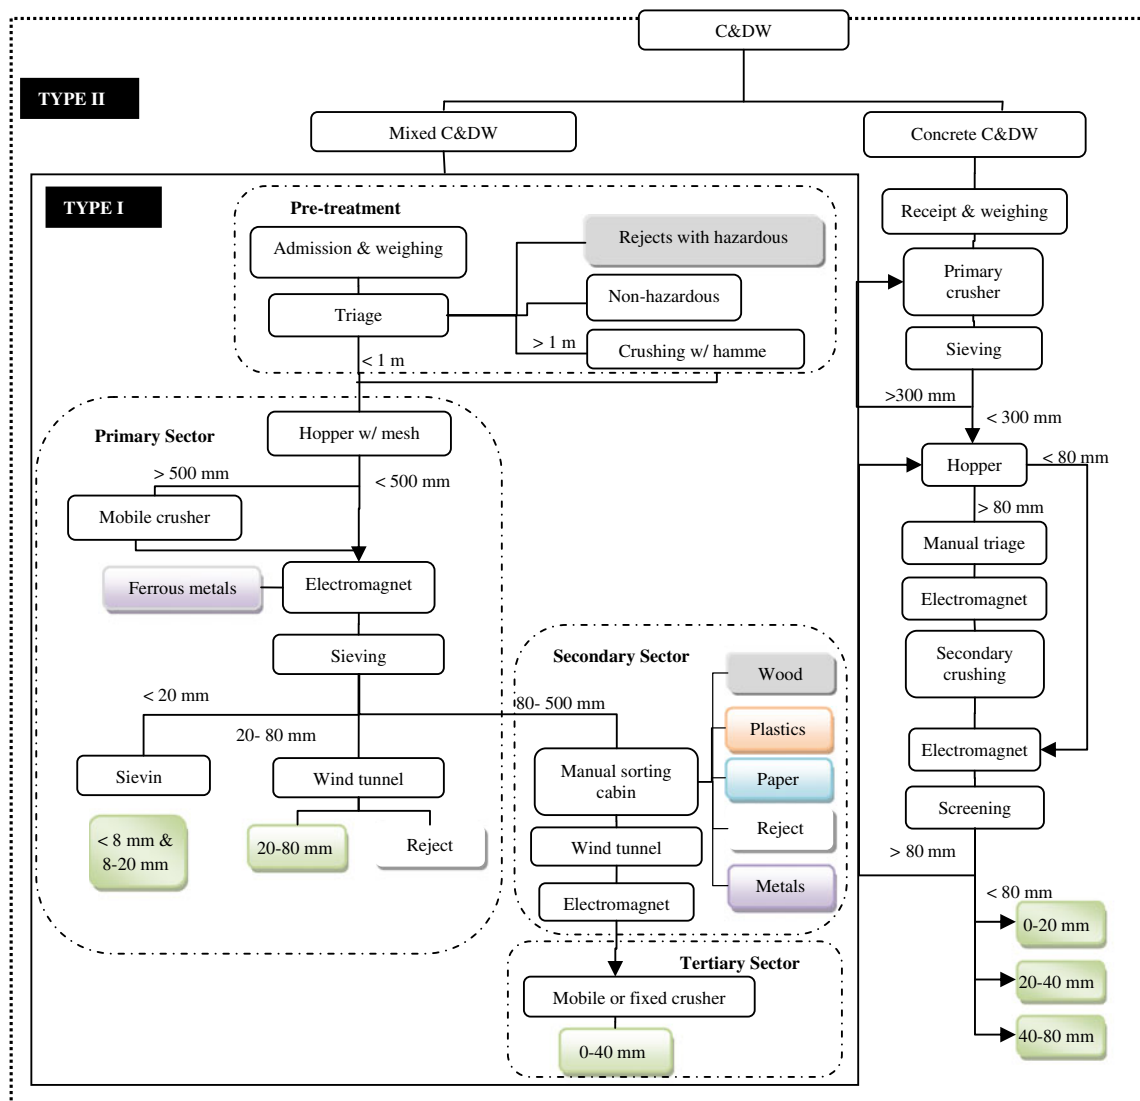 C&DW
TYPE II
Mixed C&DW
Concrete C&DW
TYPE I
Pre-treatment
Admission & weighing
Rejects with hazardous
Non-hazardous
Triage
> 1 m
Crushing w/ hamme
< 1 m
Primary Sector
Hopper w/ mesh
> 500 mm
< 500 mm
Mobile crusher
Ferrous metals
Electromagnet
Sieving
< 20 mm
20- 80 mm
80- 500 mm
Sievin
Wind tunnel
< 8 mm &
8-20 mm
20-80 mm
Reject
Secondary Sector
Wood
Plastics
Manual sorting
cabin
Paper
Reject
Wind tunnel
Metals
Electromagnet
Tertiary Sector
Mobile or fixed crusher
0-40 mm
Receipt & weighing
Primary
crusher
Sieving
>300 mm
< 300 mm
Hopper
< 80 mm
> 80 mm
Manual triage
Electromagnet
Secondary
crushing
Electromagnet
Screening
> 80 mm
< 80 mm
0-20 mm
20-40 mm
40-80 mm